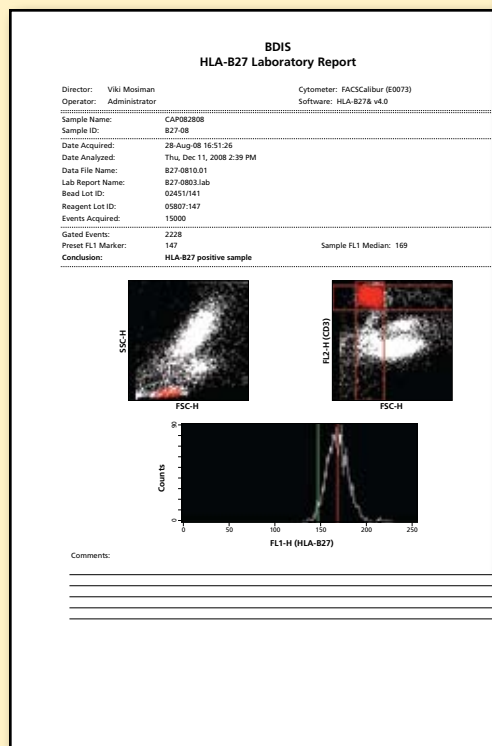 BDIS
HLA-B27 Laboratory Report
Director: Viki Mosiman Cytometer: FACSCalibur (E0073)
Operator: Administrator Software: HLA-B27& v4.0
Sample Name: CAP082808
Sample ID: B27-08
Date Acquired: 28-Aug-08 16:51:26
Date Analyzed: Thu, Dec 11, 2008 2:39 PM
Data File Name: B27-0810.01
Lab Report Name: B27-0803.lab
Bead Lot ID: 02451/141
Reagent Lot ID: 05807:147
Events Acquired: 15000
Gated Events: 2228
Preset FL1 Marker: 147 Sample FL1 Median: 169
Conclusion: HLA-B27 positive sample
SSC-H
FSC-H
FL2-H (CD3)
FSC-H
90
Counts
0
0 50 100 150 200 250
FL1-H (HLA-B27)
Comments: